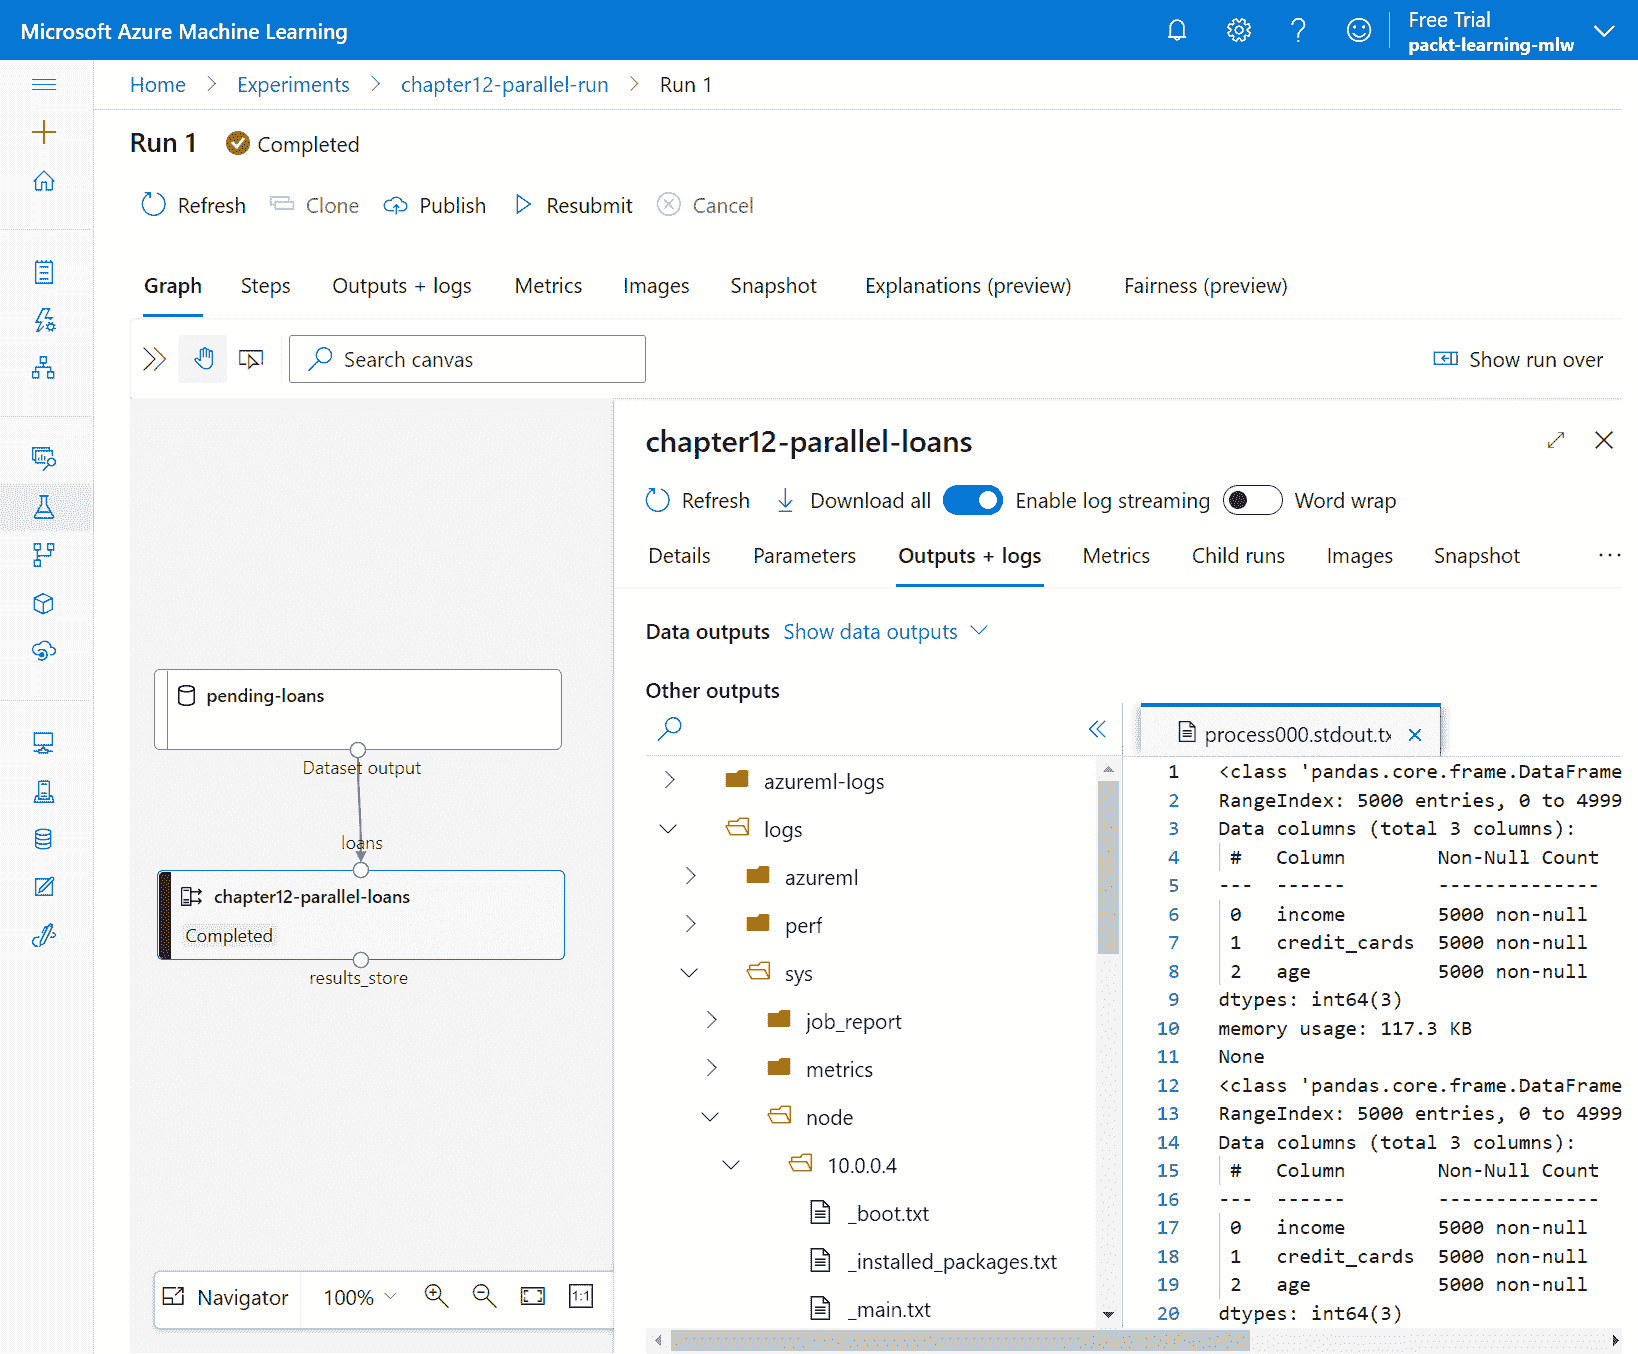 Microsoft Azure Machine Learning
Free Trial
packt-learning-mlw
Home > Experiments > chapter12-parallel-run > Run 1
Run 1 Completed
Refresh Clone Publish Resubmit Cancel
Graph Steps Outputs + logs Metrics Images Snapshot Explanations (preview) Fairness (preview)
Search canvas
Show run over
pending-loans
Dataset output
loans
chapter12-parallel-loans
Completed
results_store
Navigator 100% 1:1
chapter12-parallel-loans
Refresh Download all Enable log streaming Word wrap
Details Parameters Outputs + logs Metrics Child runs Images Snapshot ...
Data outputs Show data outputs
Other outputs
azureml-logs
logs
azureml
perf
sys
job_report
metrics
node
10.0.0.4
_boot.txt
_installed_packages.txt
_main.txt
process000.stdout.tx
1 <class 'pandas.core.frame.DataFrame
2 RangeIndex: 5000 entries, 0 to 4999
3 Data columns (total 3 columns):
4 # Column Non-Null Count
5 --- ------ --------------
6 0 income 5000 non-null
7 1 credit_cards 5000 non-null
8 2 age 5000 non-null
9 dtypes: int64(3)
10 memory usage: 117.3 KB
11 None
12 <class 'pandas.core.frame.DataFrame
13 RangeIndex: 5000 entries, 0 to 4999
14 Data columns (total 3 columns):
15 # Column Non-Null Count
16 --- ------ --------------
17 0 income 5000 non-null
18 1 credit_cards 5000 non-null
19 2 age 5000 non-null
20 dtypes: int64(3)